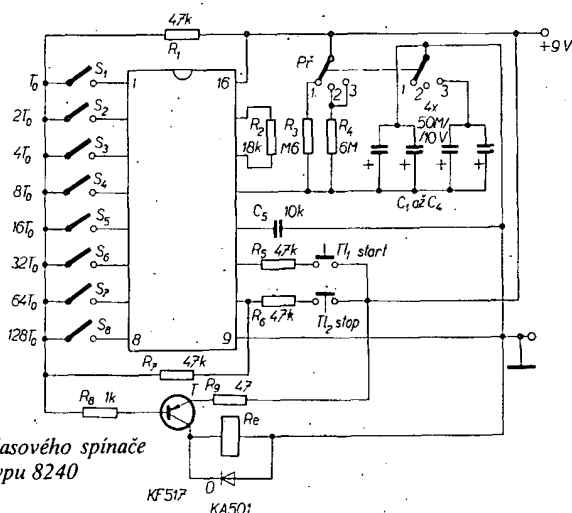 4,7k
R1
+9V
T0 S1 1 16
Př
1 2 3
1 2 3
2T0 S2
R2 18k
R3 M6
R4 6M
4x 50M/ /10V
4T0 S3
8T0 S4
+ + + +
C1 až C4
16T0 S5
C5 10k
32T0 S6
R5 4,7k Tl1 start
64T0 S7
R6 4,7k Tl2 stop
128T0 S8 8 9
R7 4,7k
R8 1k
T
R9 4,7
Re
D
KF517
KA501
časového spínače
ypu 8240